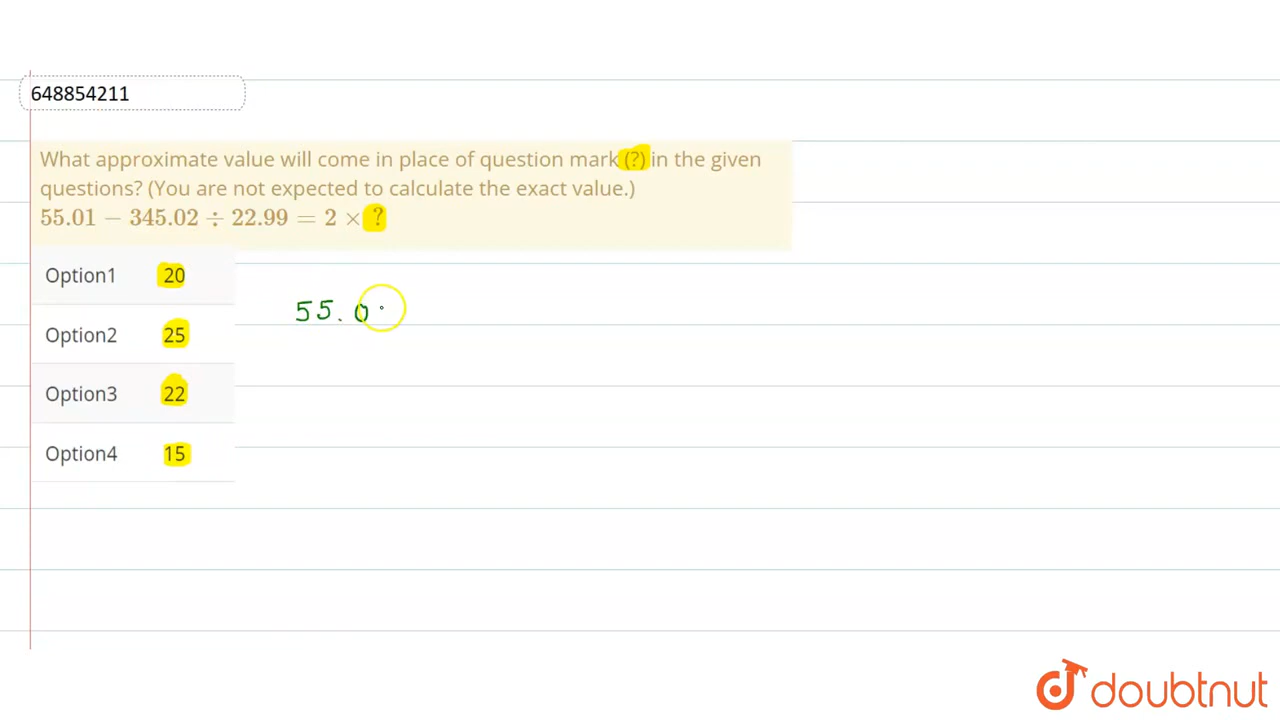 648854211
What approximate value will come in place of question mark (?) in the given
questions? (You are not expected to calculate the exact value.)
55.01 − 345.02 ÷ 22.99 = 2 × ?
Option1 20
55.0
Option2 25
Option3 22
Option4 15
doubtnut